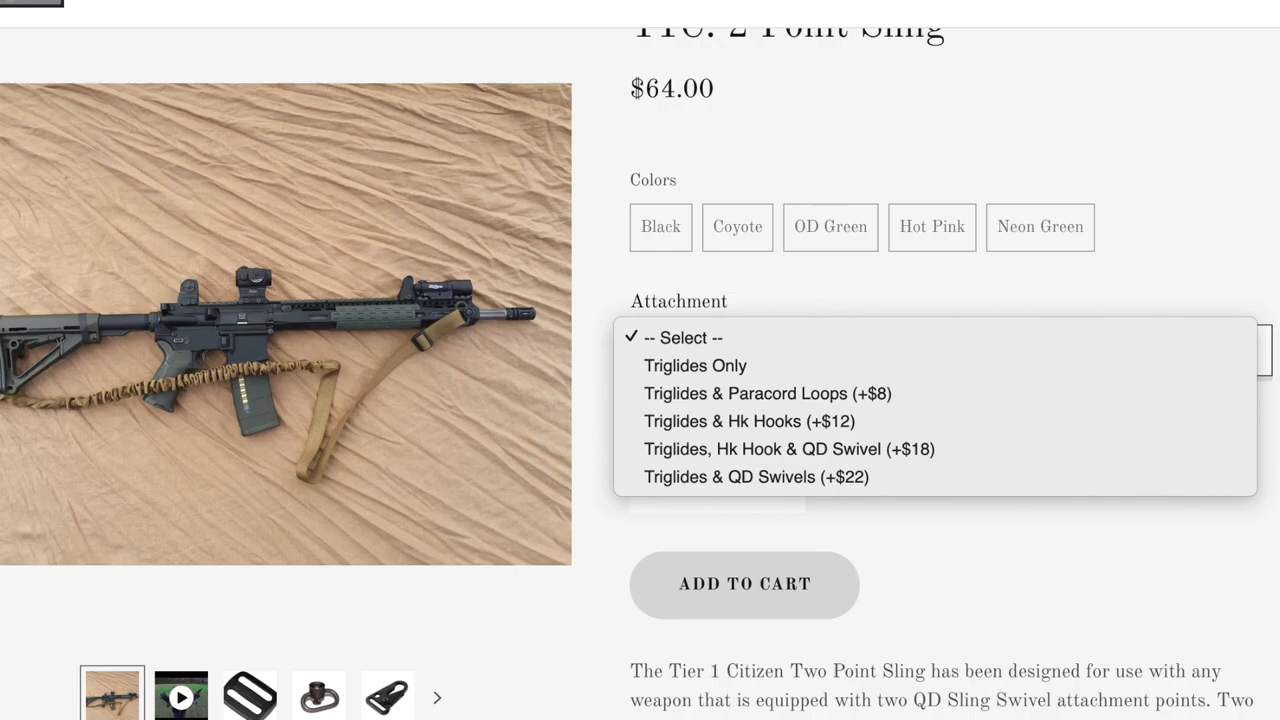 2 Point Sling
$64.00
Colors
Black
Coyote
OD Green
Hot Pink
Neon Green
Attachment
-- Select --
Triglides Only
Triglides & Paracord Loops (+$8)
Triglides & Hk Hooks (+$12)
Triglides, Hk Hook & QD Swivel (+$18)
Triglides & QD Swivels (+$22)
ADD TO CART
The Tier 1 Citizen Two Point Sling has been designed for use with any
weapon that is equipped with two QD Sling Swivel attachment points. Two